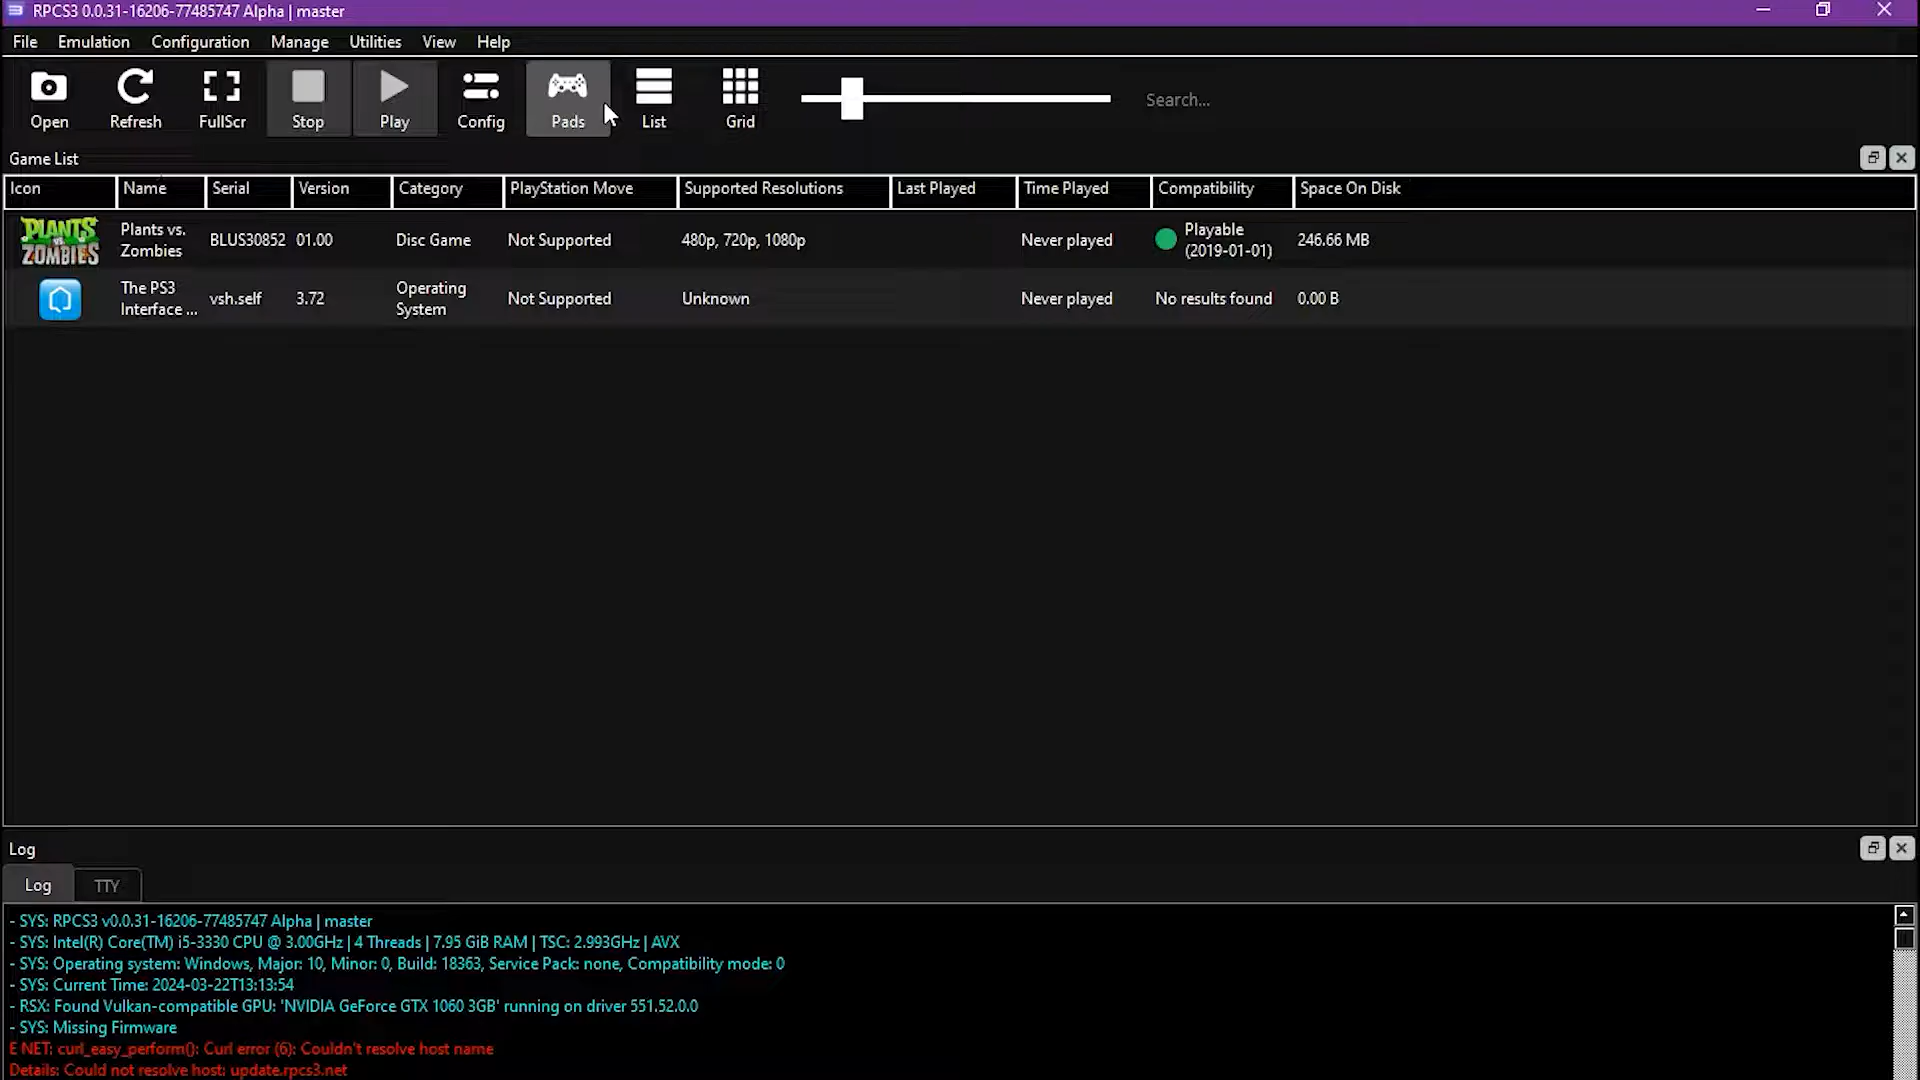 RPCS3 0.0.31-16206-77485747 Alpha | master
File Emulation Configuration Manage Utilities View Help
Open Refresh FullScr Stop Play Config Pads List Grid Search...
Game List
Icon Name Serial Version Category PlayStation Move Supported Resolutions Last Played Time Played Compatibility Space On Disk
PLANTS VS. ZOMBIES
Plants vs. Zombies BLUS30852 01.00 Disc Game Not Supported 480p, 720p, 1080p Never played Playable (2019-01-01) 246.66 MB
The PS3 Interface ... vsh.self 3.72 Operating System Not Supported Unknown Never played No results found 0.00 B
Log
Log TTY
- SYS: RPCS3 v0.0.31-16206-77485747 Alpha | master
- SYS: Intel(R) Core(TM) i5-3330 CPU @ 3.00GHz | 4 Threads | 7.95 GiB RAM | TSC: 2.993GHz | AVX
- SYS: Operating system: Windows, Major: 10, Minor: 0, Build: 18363, Service Pack: none, Compatibility mode: 0
- SYS: Current Time: 2024-03-22T13:13:54
- RSX: Found Vulkan-compatible GPU: 'NVIDIA GeForce GTX 1060 3GB' running on driver 551.52.0.0
- SYS: Missing Firmware
E NET: curl_easy_perform(): Curl error (6): Couldn't resolve host name
Details: Could not resolve host: update.rpcs3.net